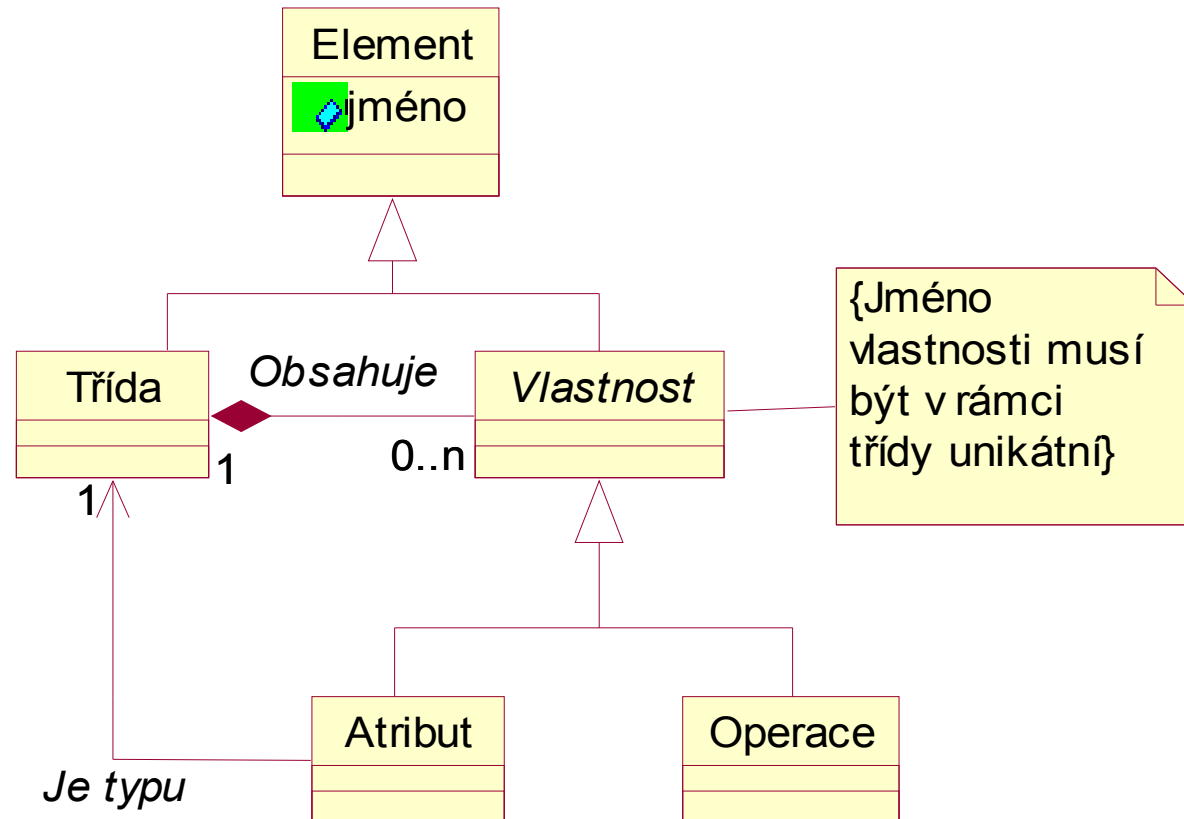 Element
jméno
Třída
Obsahuje
Vlastnost
1
0..n
1
{Jméno
vlastnosti musí
být v rámci
třídy unikátní}
Atribut
Operace
Je typu